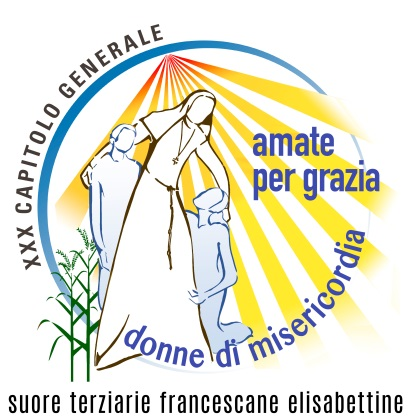 XXX CAPITOLO GENERALE
amate
per grazia
donne di misericordia
suore terziarie francescane elisabettine